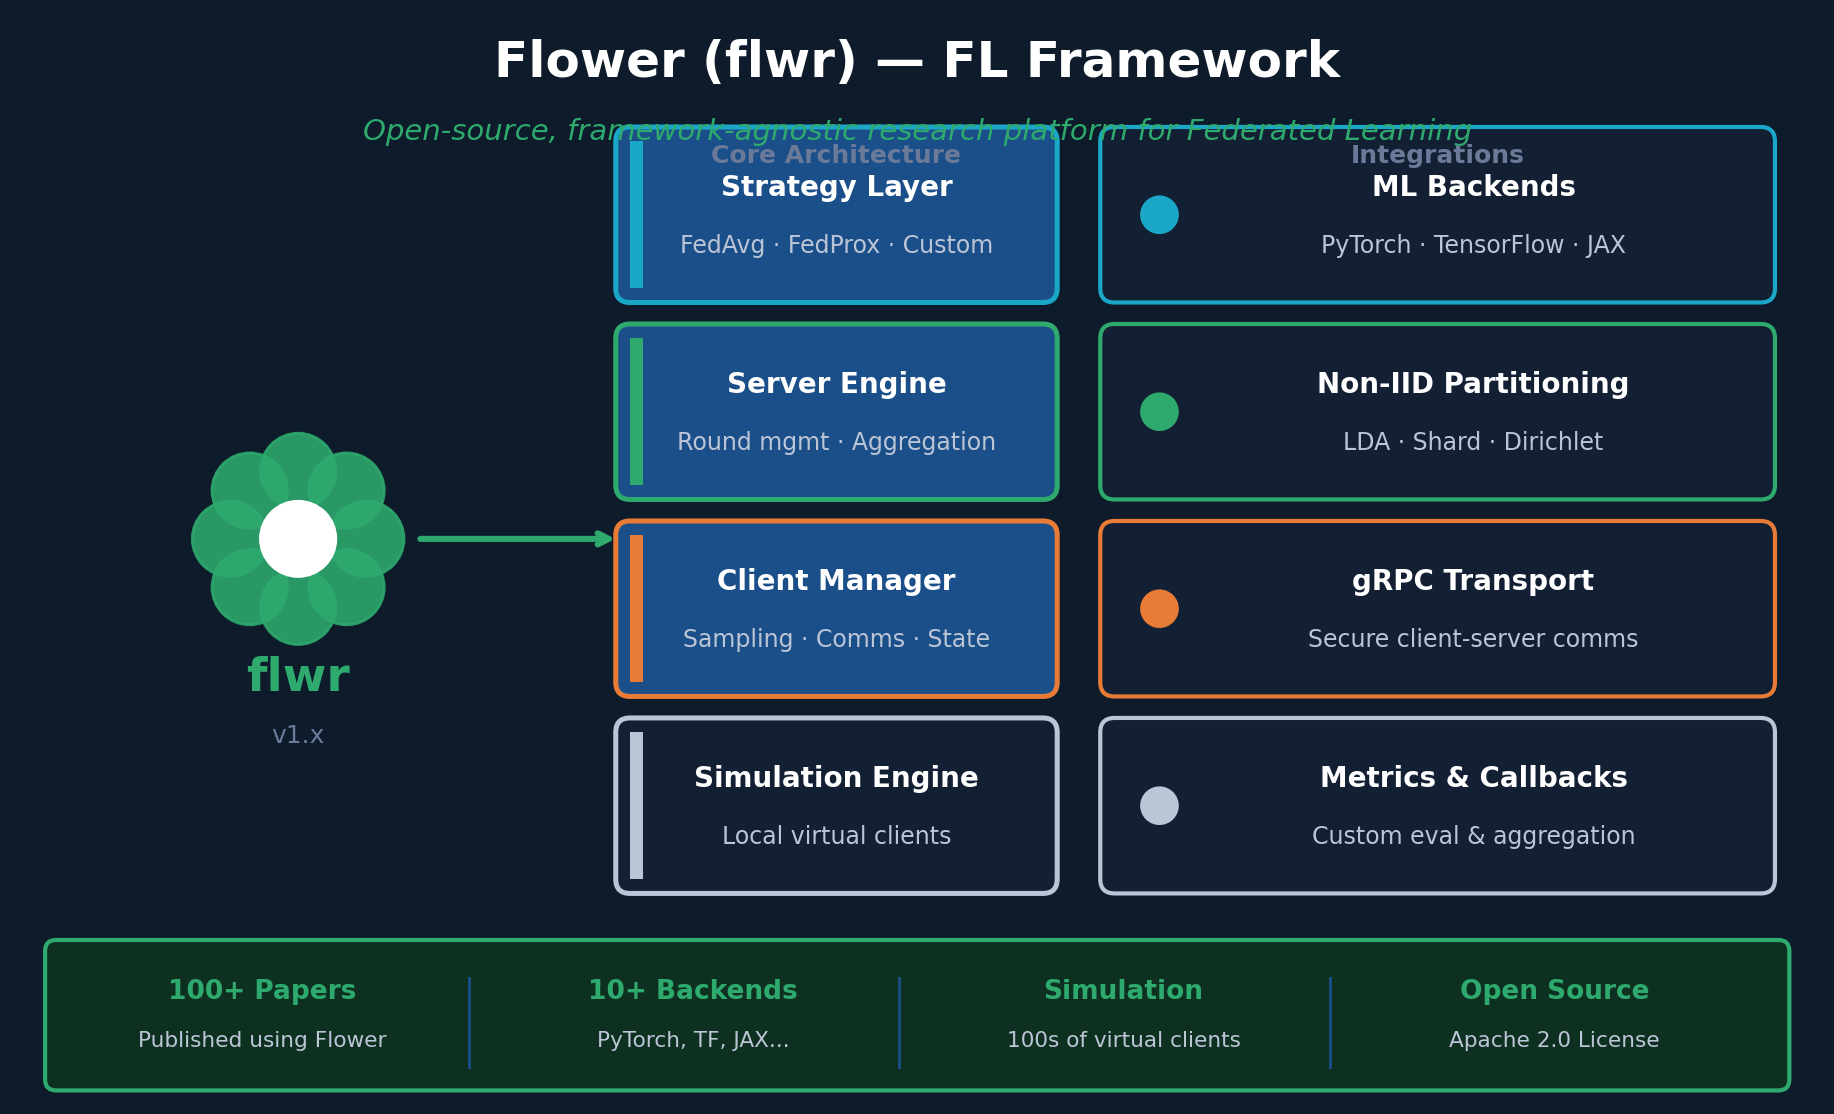 Flower (flwr) — FL Framework
Open-source, framework-agnostic research platform for Federated Learning
Core Architecture
Strategy Layer
FedAvg · FedProx · Custom
Server Engine
Round mgmt · Aggregation
Client Manager
Sampling · Comms · State
Simulation Engine
Local virtual clients
Integrations
ML Backends
PyTorch · TensorFlow · JAX
Non-IID Partitioning
LDA · Shard · Dirichlet
gRPC Transport
Secure client-server comms
Metrics & Callbacks
Custom eval & aggregation
flwr
v1.x
100+ Papers
Published using Flower
10+ Backends
PyTorch, TF, JAX...
Simulation
100s of virtual clients
Open Source
Apache 2.0 License